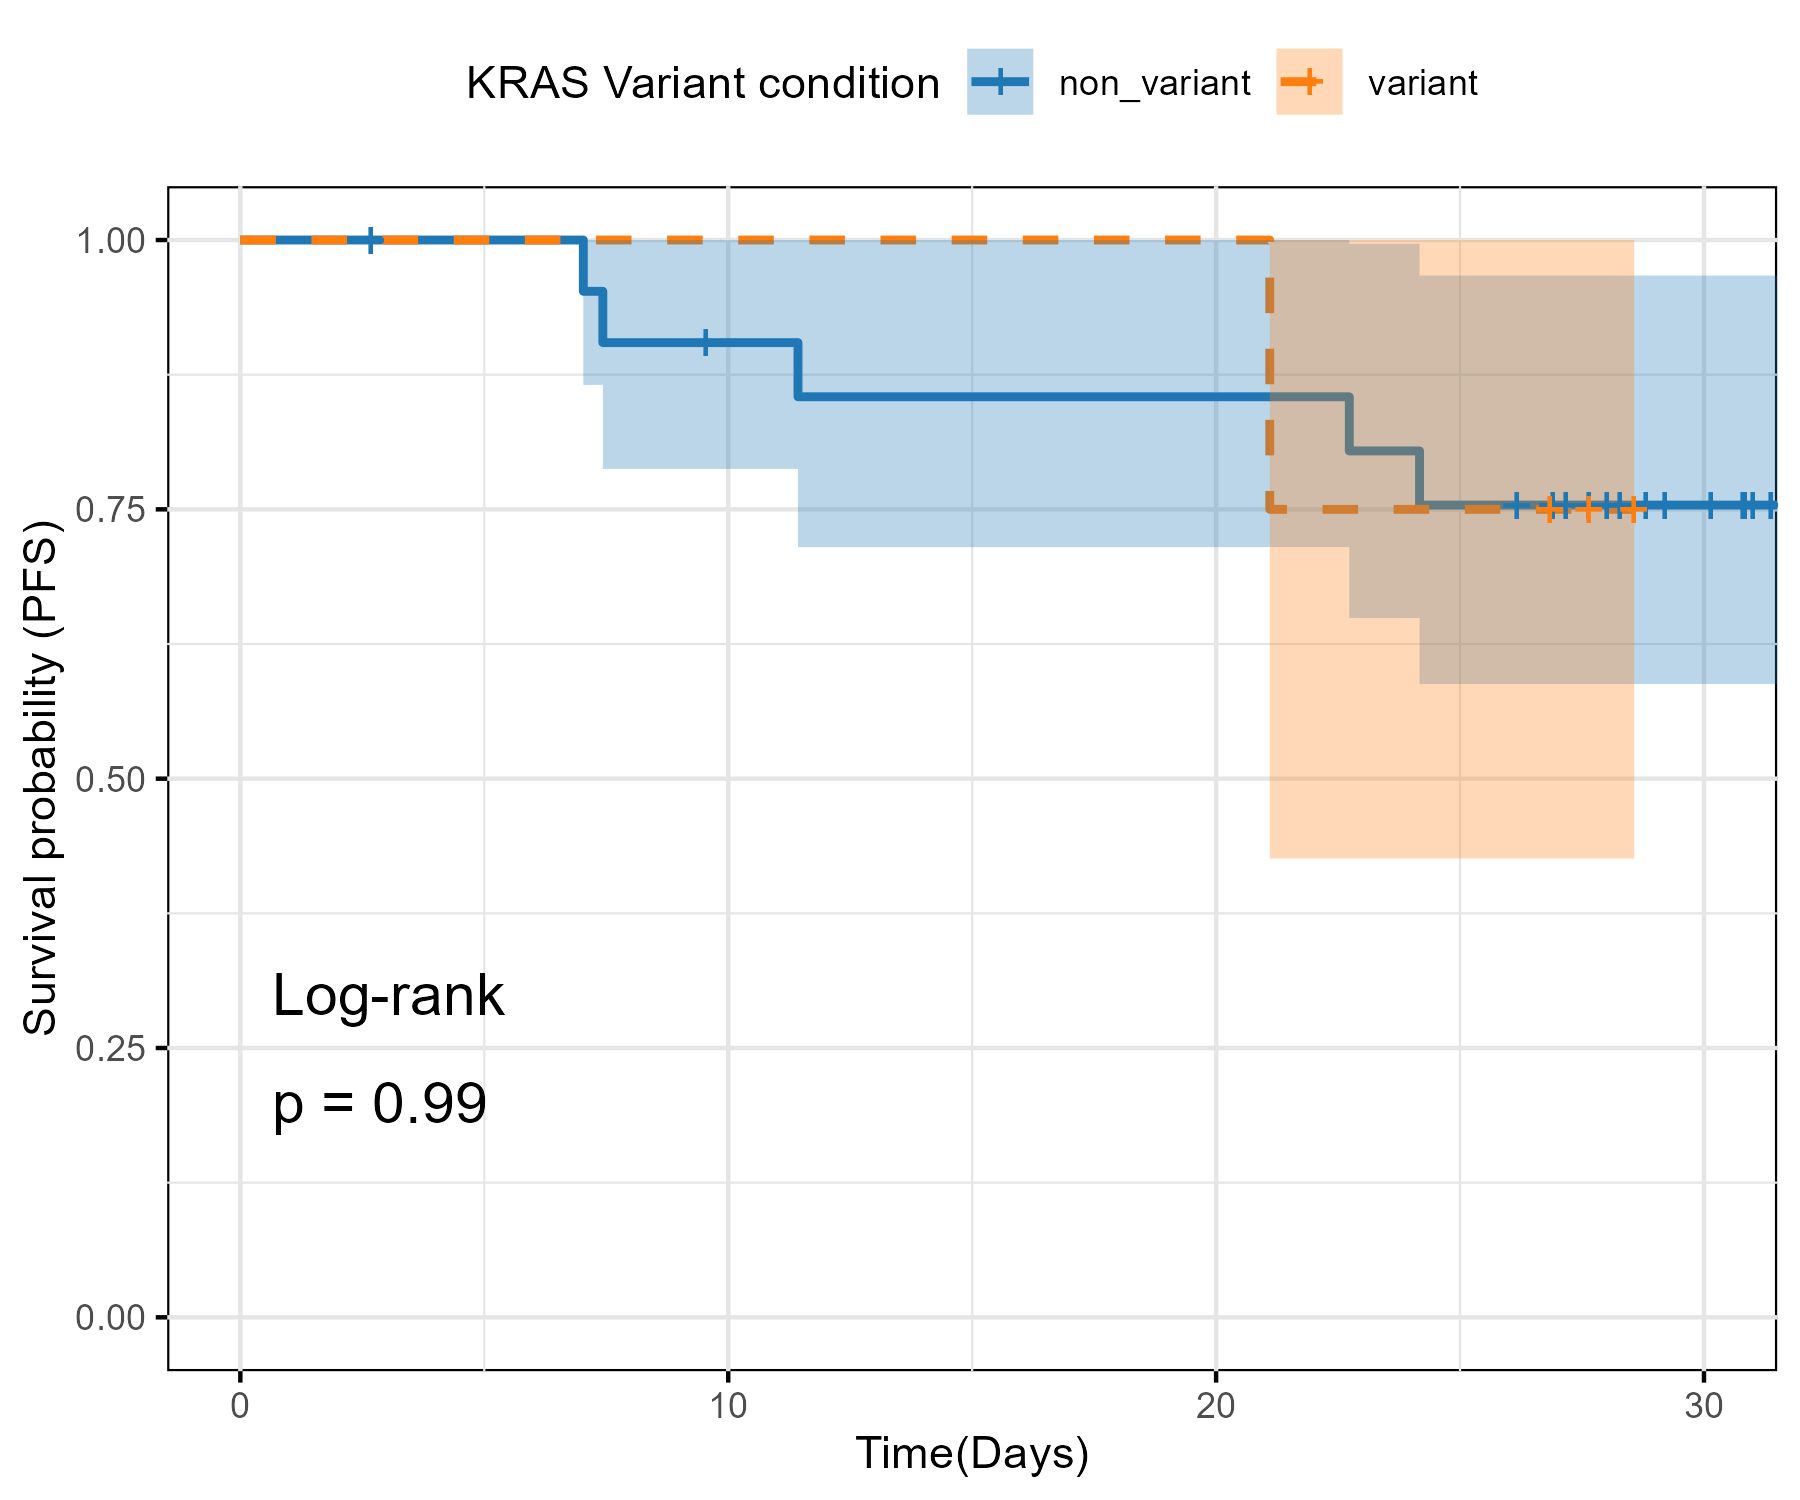 KRAS Variant condition non_variant variant
Survival probability (PFS)
1.00
0.75
0.50
0.25
0.00
Log-rank
p = 0.99
0 10 20 30
Time(Days)